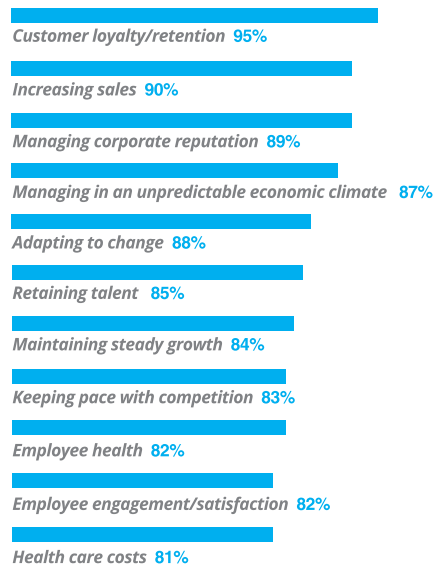 Customer loyalty/retention 95%
Increasing sales 90%
Managing corporate reputation 89%
Managing in an unpredictable economic climate 87%
Adapting to change 88%
Retaining talent 85%
Maintaining steady growth 84%
Keeping pace with competition 83%
Employee health 82%
Employee engagement/satisfaction 82%
Health care costs 81%